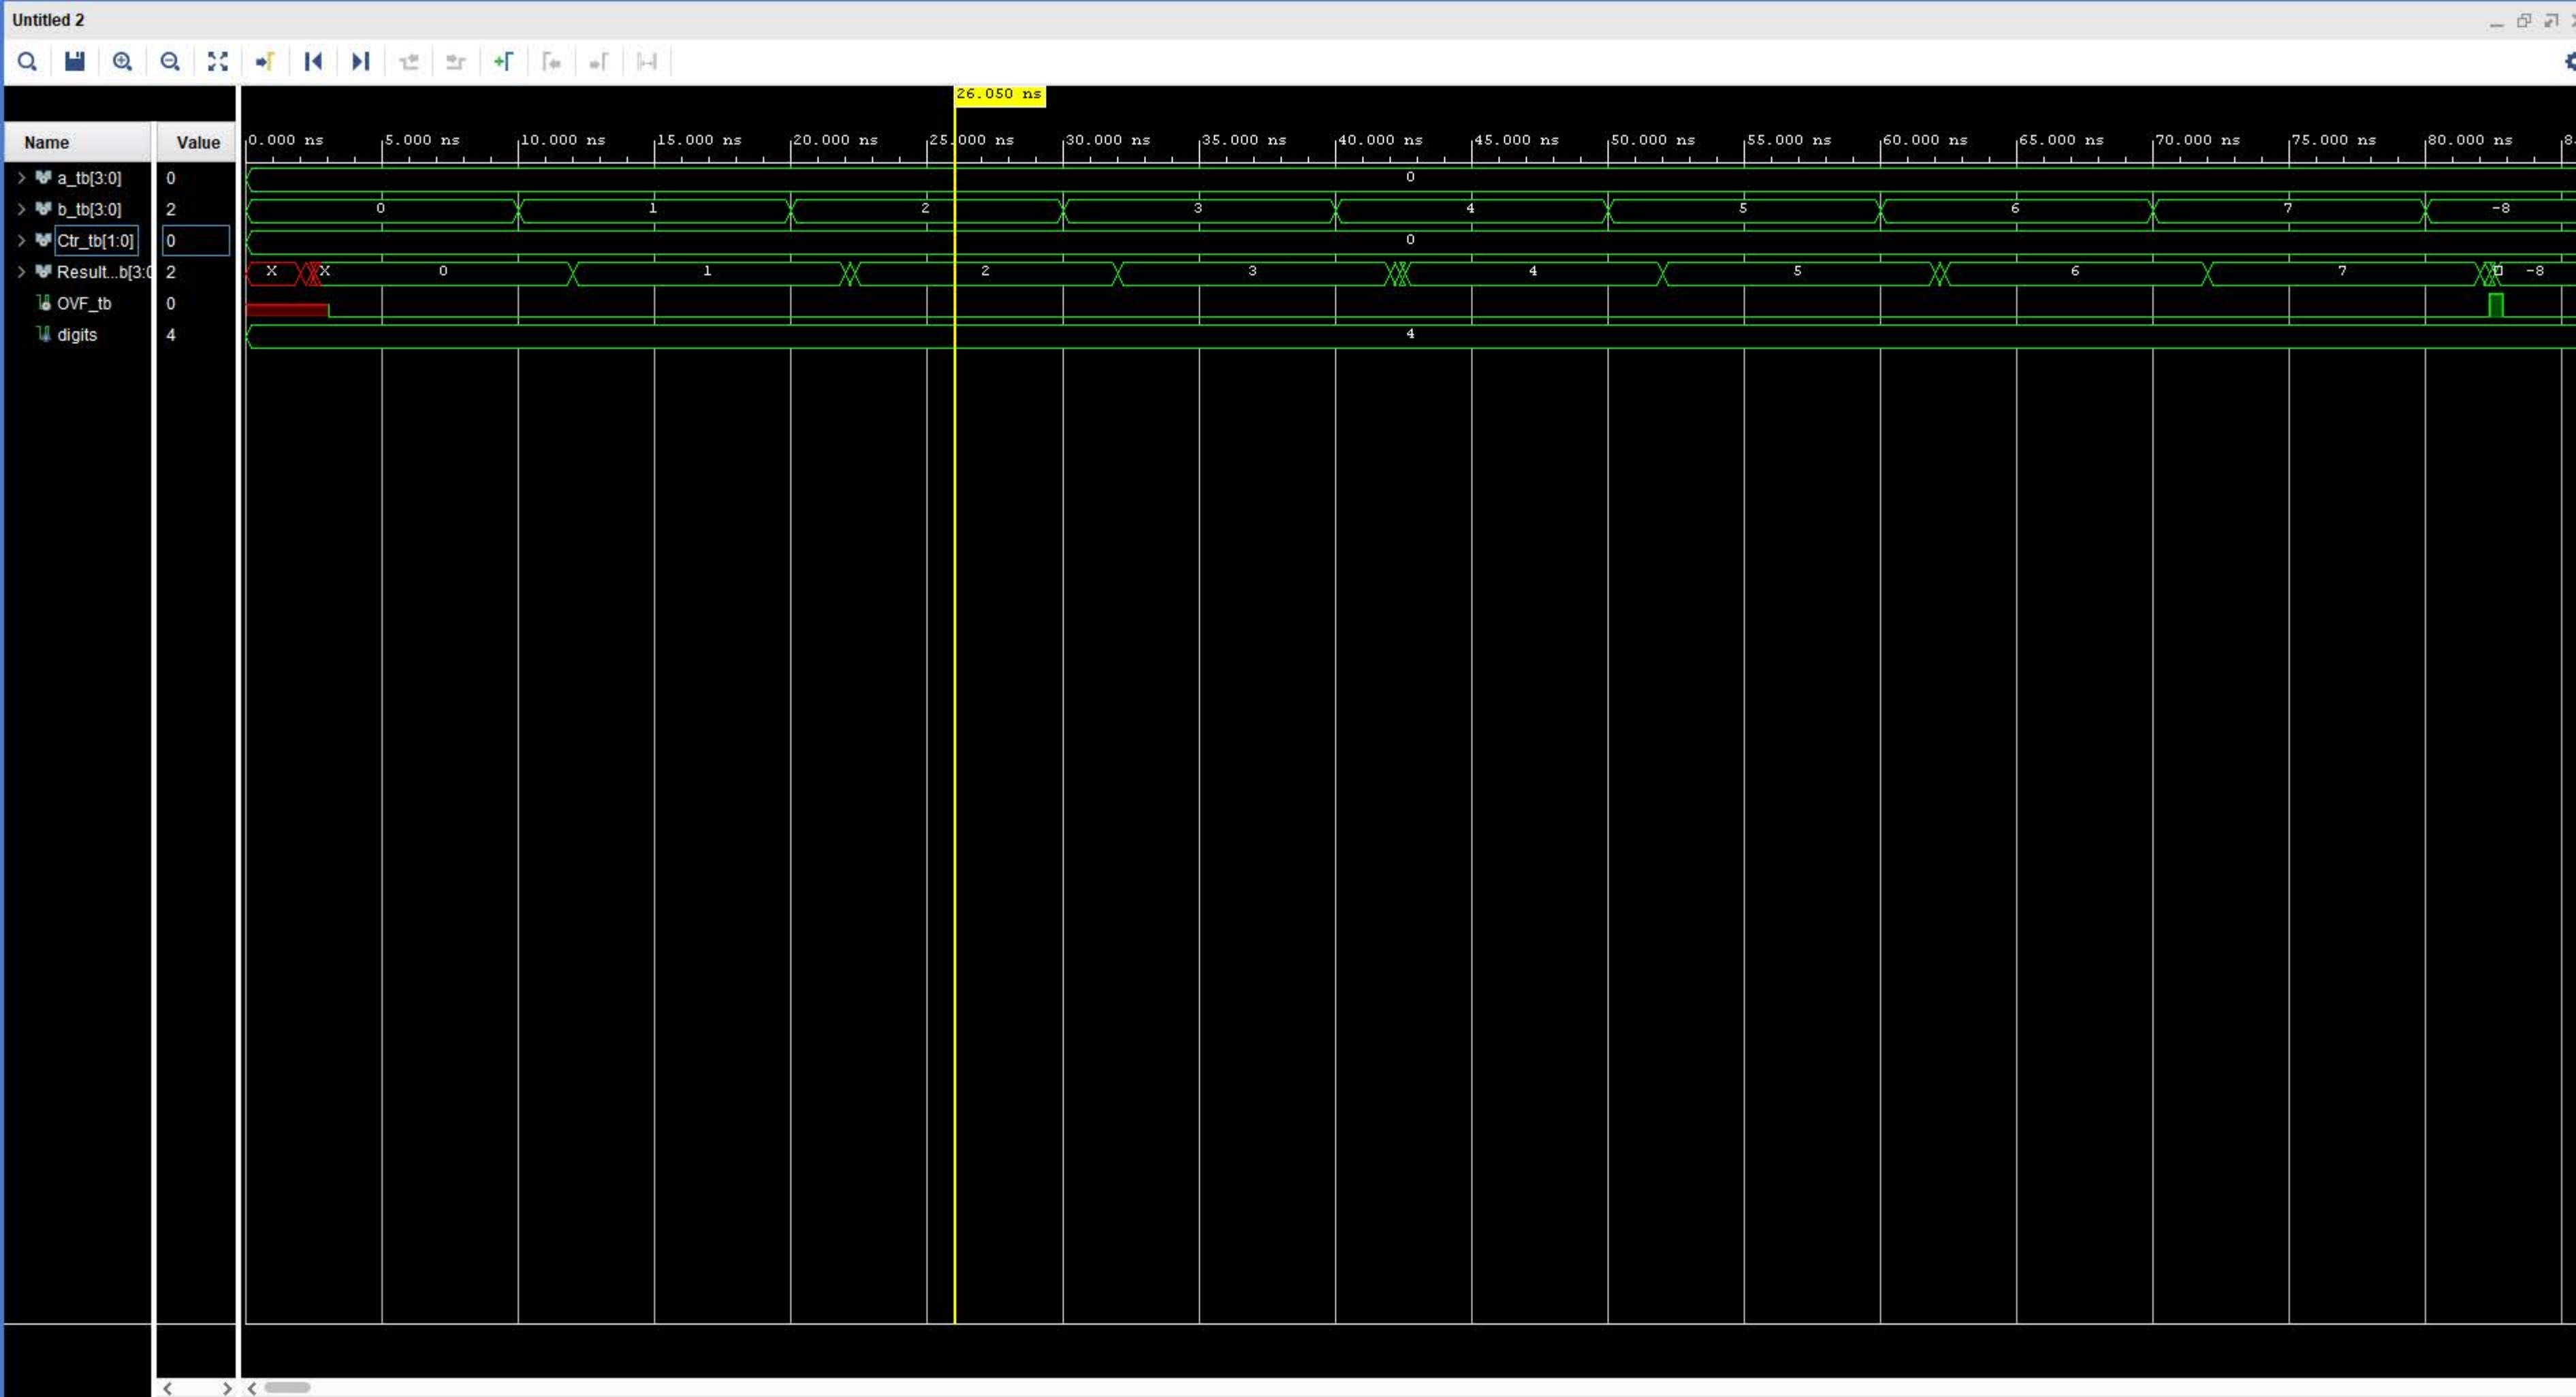 Untitled 2
26.050 ns
Name Value 0.000 ns 5.000 ns 10.000 ns 15.000 ns 20.000 ns 25.000 ns 30.000 ns 35.000 ns 40.000 ns 45.000 ns 50.000 ns 55.000 ns 60.000 ns 65.000 ns 70.000 ns 75.000 ns 80.000 ns
a_tb[3:0] 0 0
b_tb[3:0] 2 0 1 2 3 4 5 6 7 -8
Ctr_tb[1:0] 0 0
Result...b[3:0 2 X X 0 1 2 3 4 5 6 7 -8
OVF_tb 0
digits 4 4